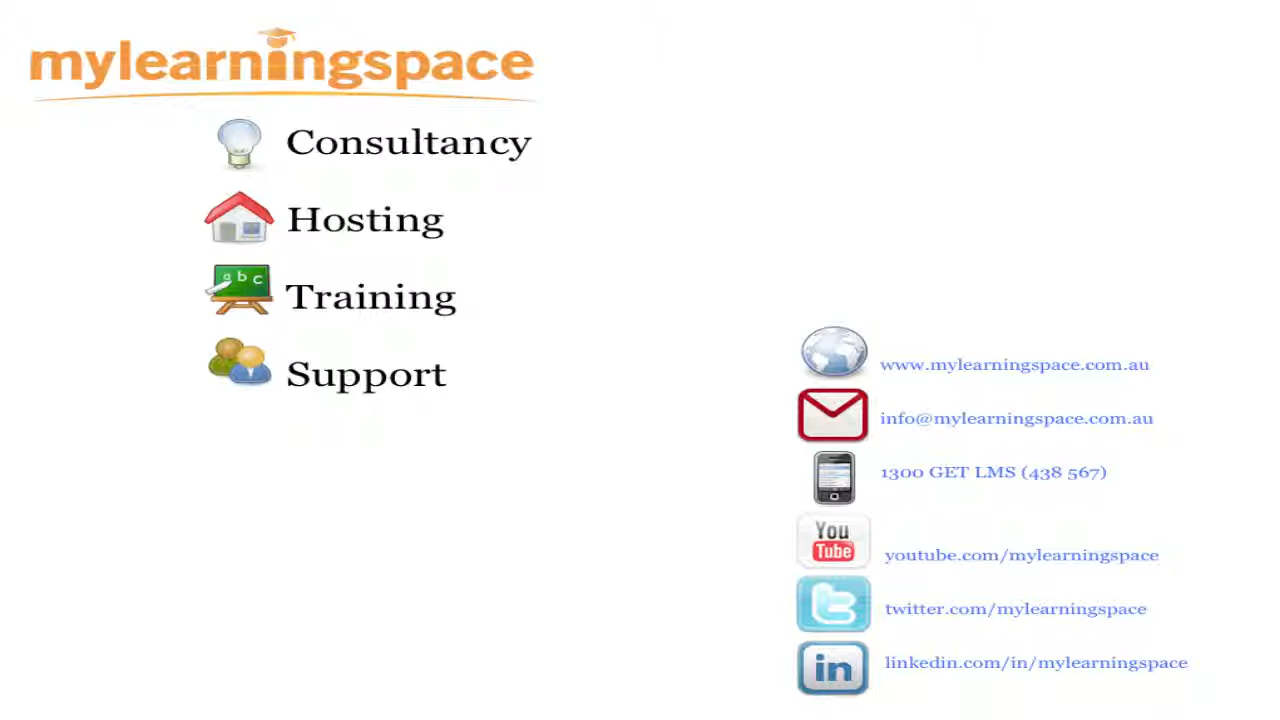 mylearningspace
Consultancy
Hosting
abc
Training
Support
www.mylearningspace.com.au
info@mylearningspace.com.au
1300 GET LMS (438 567)
You
Tube
youtube.com/mylearningspace
t
twitter.com/mylearningspace
in
linkedin.com/in/mylearningspace